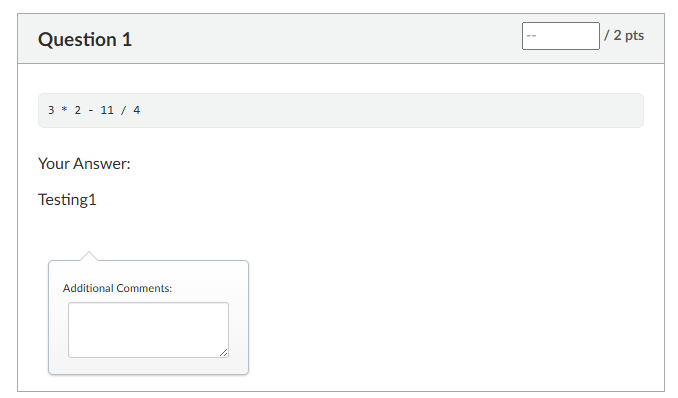 Question 1
-- / 2 pts
3 * 2 - 11 / 4
Your Answer:
Testing1
Additional Comments: